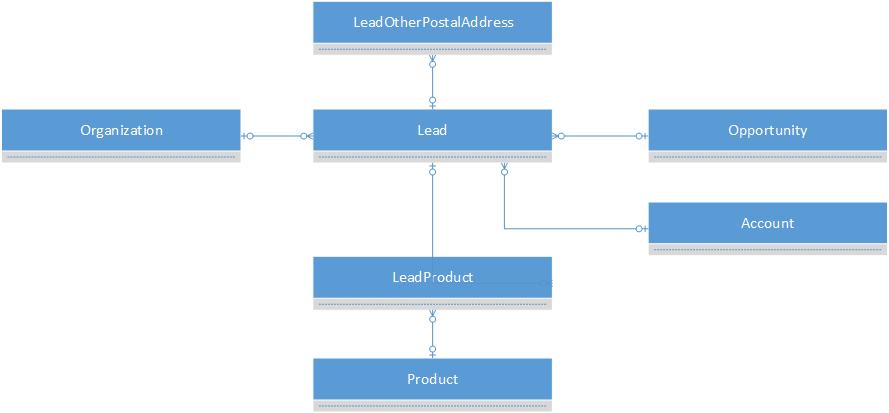 LeadOtherPostalAddress
Organization
Lead
Opportunity
Account
LeadProduct
Product